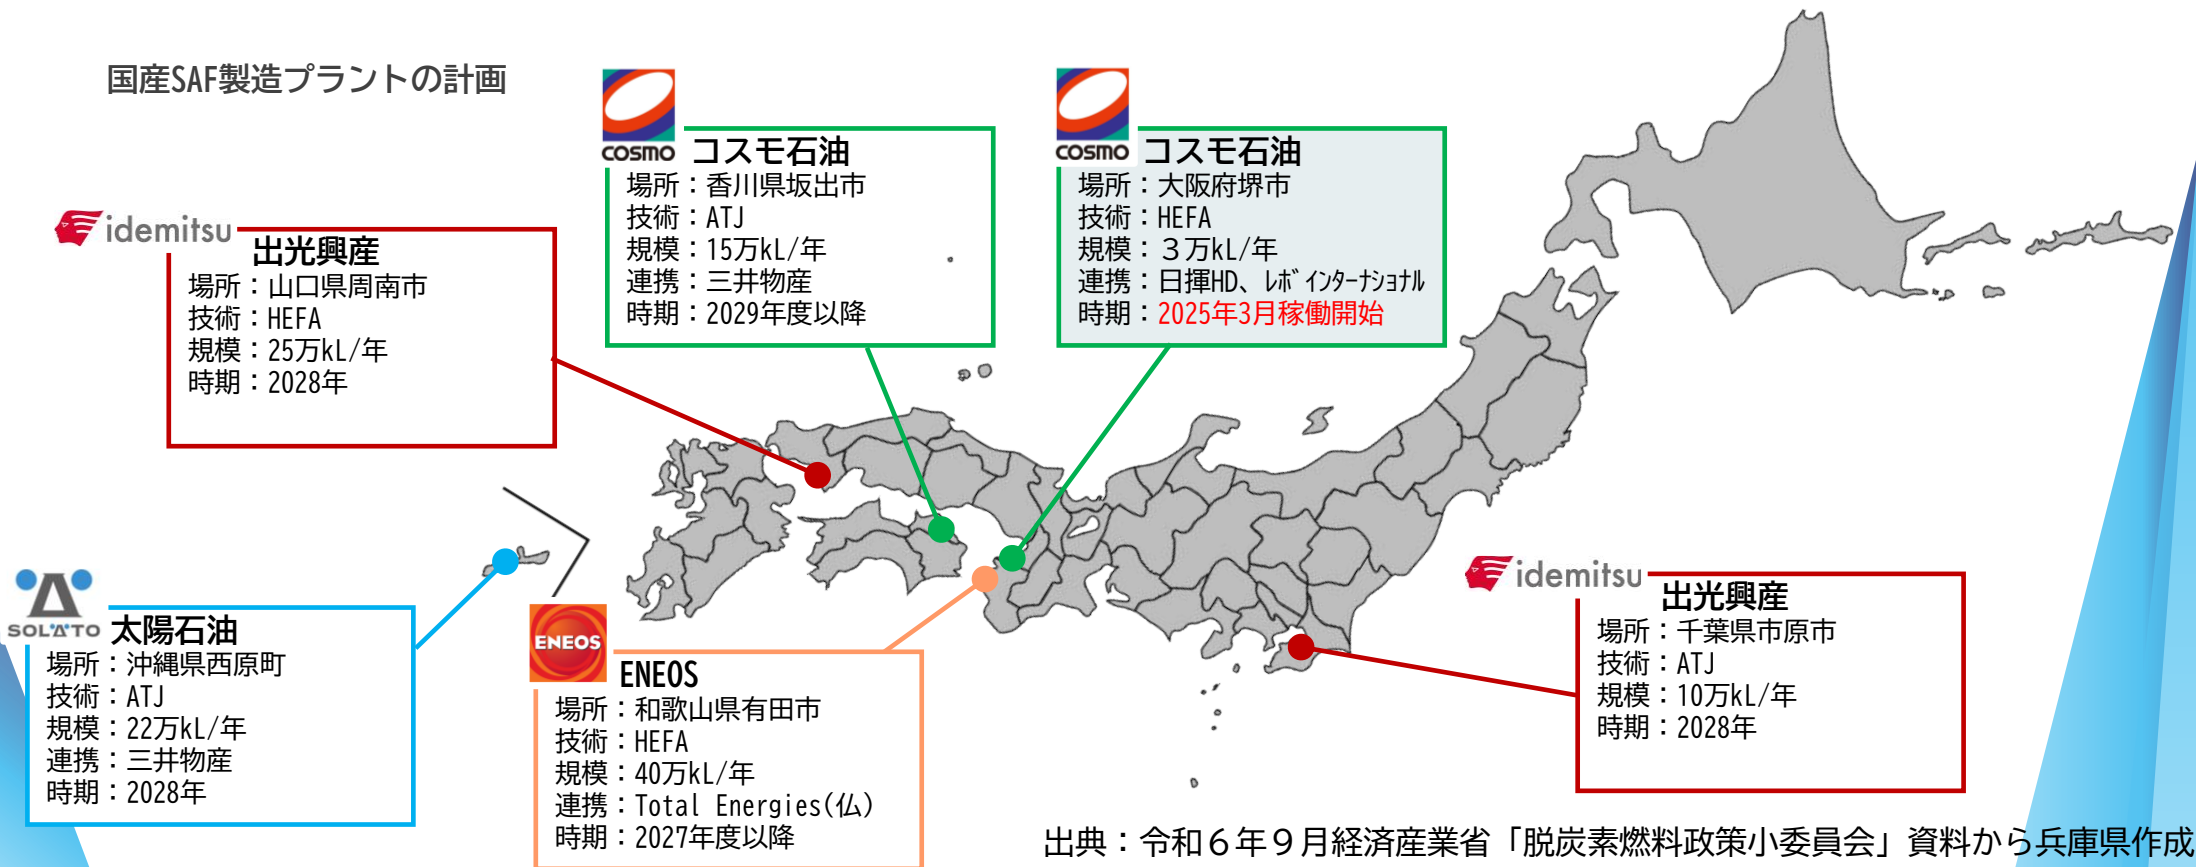 国産SAF製造プラントの計画
COSMO
コスモ石油
場所：香川県坂出市
技術：ATJ
規模：15万kL/年
連携：三井物産
時期：2029年度以降
COSMO
コスモ石油
場所：大阪府堺市
技術：HEFA
規模：３万kL/年
連携：日揮HD、ﾚﾎﾞｲﾝﾀｰﾅｼｮﾅﾙ
時期：2025年3月稼働開始
idemitsu
出光興産
場所：山口県周南市
技術：HEFA
規模：25万kL/年
時期：2028年
SOLATO
太陽石油
場所：沖縄県西原町
技術：ATJ
規模：22万kL/年
連携：三井物産
時期：2028年
ENEOS
ENEOS
場所：和歌山県有田市
技術：HEFA
規模：40万kL/年
連携：Total Energies(仏)
時期：2027年度以降
idemitsu
出光興産
場所：千葉県市原市
技術：ATJ
規模：10万kL/年
時期：2028年
出典：令和６年９月経済産業省「脱炭素燃料政策小委員会」資料から兵庫県作成